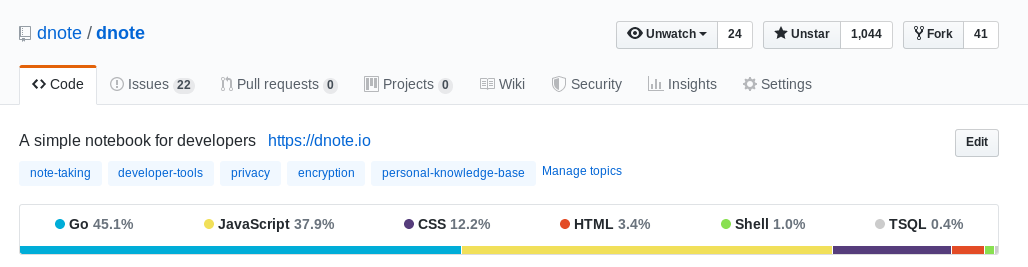 dnote / dnote Unwatch 24 Unstar 1,044 Fork 41
Code Issues 22 Pull requests 0 Projects 0 Wiki Security Insights Settings
A simple notebook for developers https://dnote.io Edit
note-taking developer-tools privacy encryption personal-knowledge-base Manage topics
Go 45.1% JavaScript 37.9% CSS 12.2% HTML 3.4% Shell 1.0% TSQL 0.4%